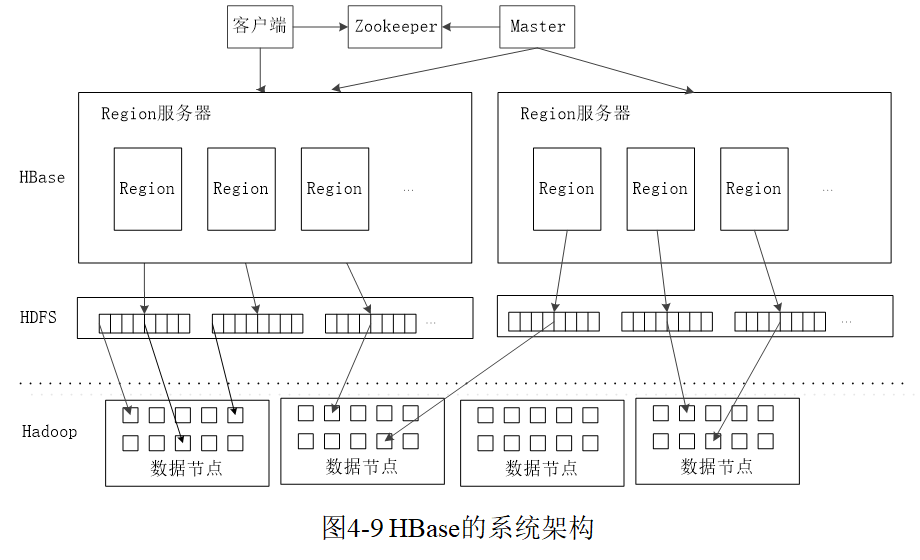 客户端 Zookeeper Master
Region服务器 Region服务器
HBase
Region Region Region ... Region Region Region ...
HDFS
... ...
Hadoop
数据节点 数据节点 数据节点 数据节点
图4-9 HBase的系统架构